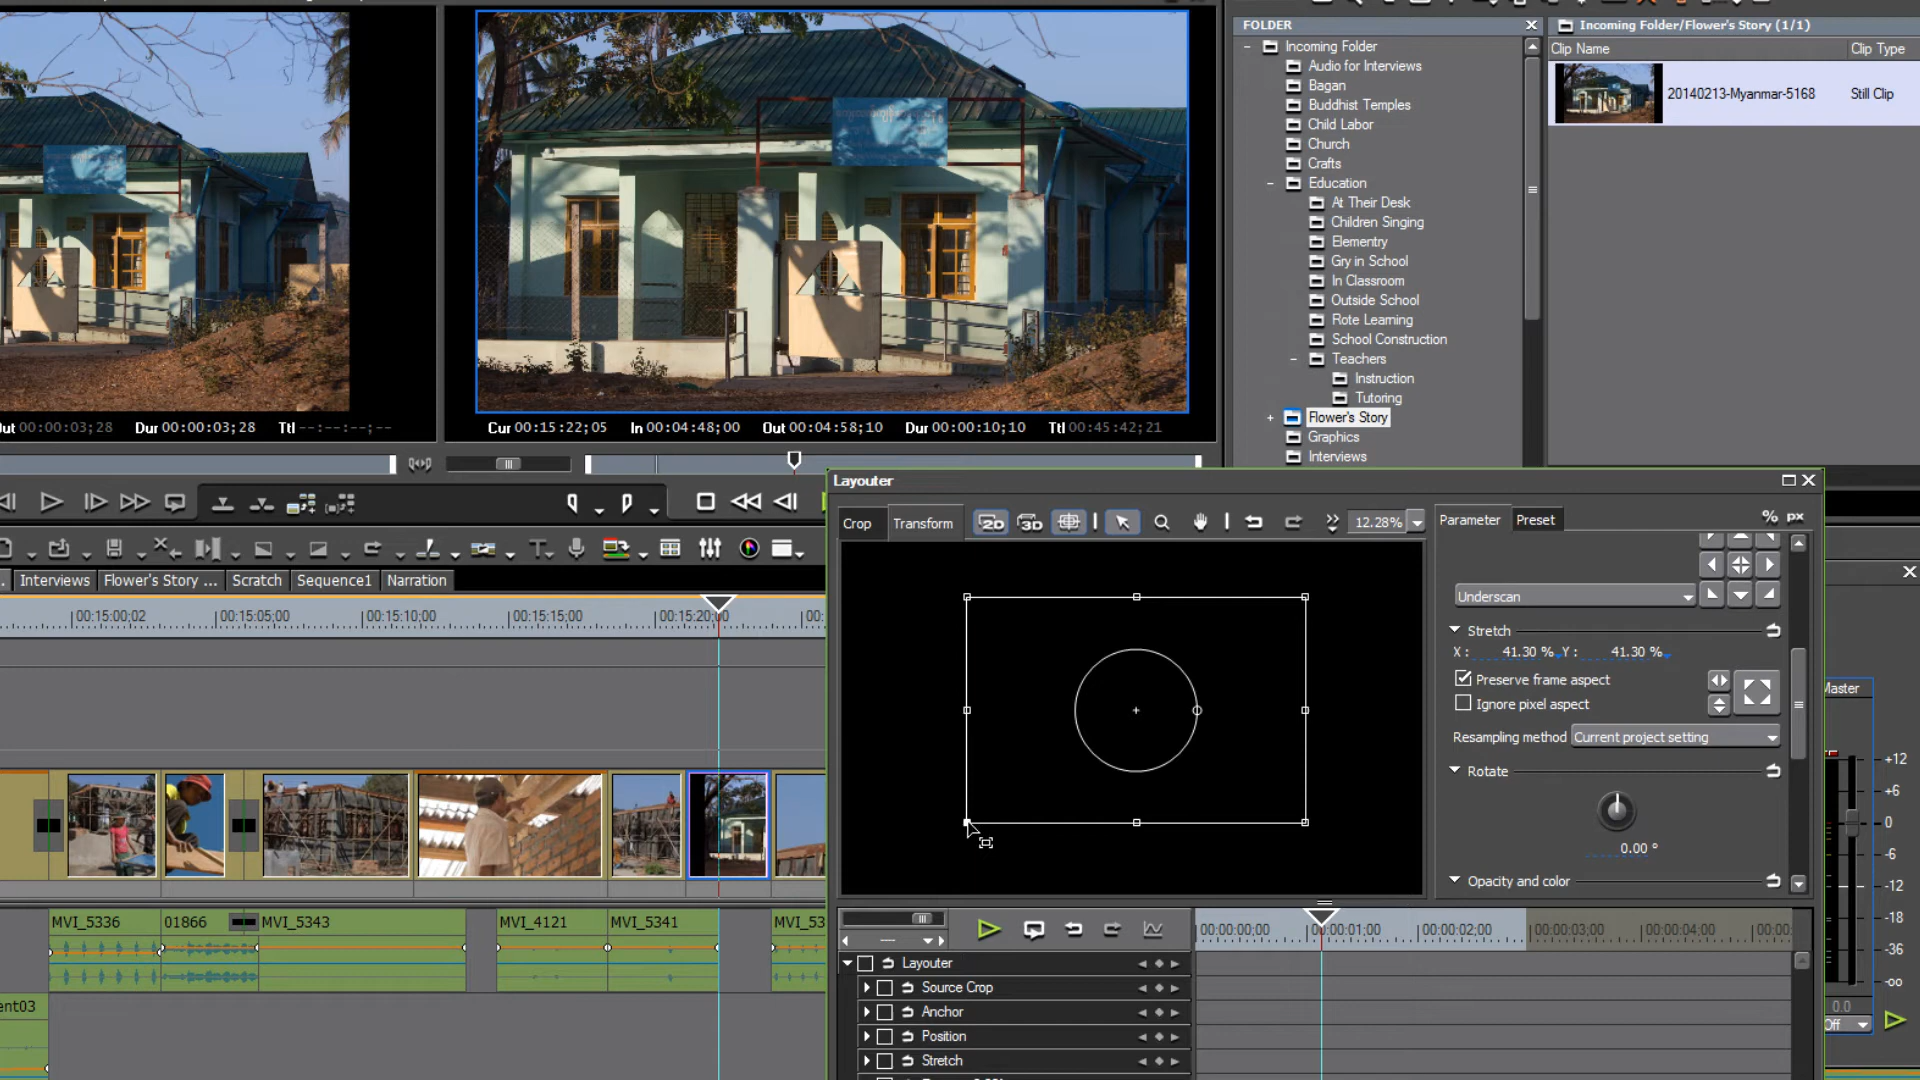 FOLDER
Incoming Folder/Flower's Story (1/1)
Incoming Folder
Clip Name
Clip Type
Audio for Interviews
Bagan
20140213-Myanmar-5168
Still Clip
Buddhist Temples
Child Labor
Church
Crafts
Education
At Their Desk
Children Singing
Elementry
Gry in School
In Classroom
Outside School
Rote Learning
School Construction
Teachers
Instruction
Tutoring
Flower's Story
Graphics
Interviews
Out 00:00:03;28 Dur 00:00:03;28 Ttl --:--:--;--
Cur 00:15:22;05 In 00:04:48;00 Out 00:04:58;10 Dur 00:00:10;10 Ttl 00:45:42;21
Layouter
Crop
Transform
2D
3D
12.28%
Parameter
Preset
% px
Underscan
Stretch
X : 41.30 % Y : 41.30 %
Preserve frame aspect
Ignore pixel aspect
Resampling method
Current project setting
Rotate
0.00 °
Opacity and color
Interviews
Flower's Story ...
Scratch
Sequence1
Narration
00:15:00;02
00:15:05;00
00:15:10;00
00:15:15;00
00:15:20;00
00:
Master
+12
+6
0
-6
-12
-18
-36
-oo
0.0
Off
MVI_5336
01866
MVI_5343
MVI_4121
MVI_5341
MVI_53
ent03
00:00:00;00
00:00:01;00
00:00:02;00
00:00:03;00
00:00:04;00
00:00:
Layouter
Source Crop
Anchor
Position
Stretch